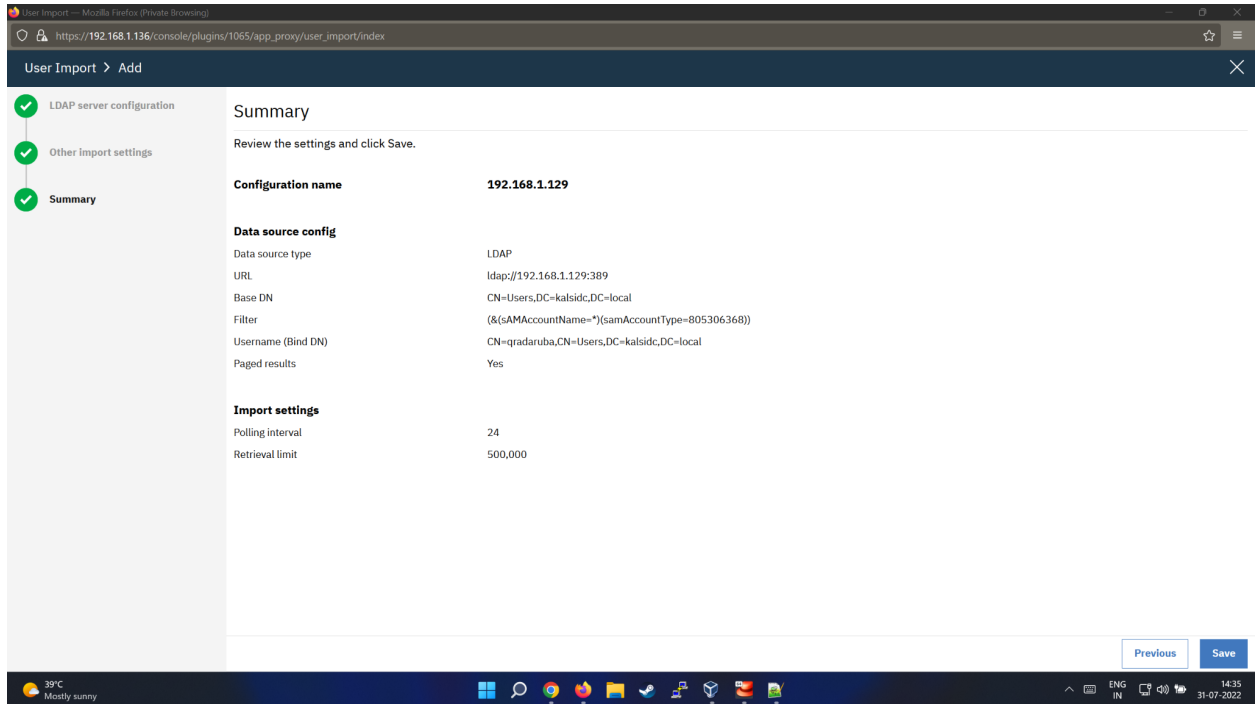 User Import — Mozilla Firefox (Private Browsing)
https://192.168.1.136/console/plugins/1065/app_proxy/user_import/index
User Import > Add
LDAP server configuration
Other import settings
Summary
Summary
Review the settings and click Save.
Configuration name 192.168.1.129
Data source config
Data source type LDAP
URL ldap://192.168.1.129:389
Base DN CN=Users,DC=kalsidc,DC=local
Filter (&(sAMAccountName=*)(samAccountType=805306368))
Username (Bind DN) CN=qradaruba,CN=Users,DC=kalsidc,DC=local
Paged results Yes
Import settings
Polling interval 24
Retrieval limit 500,000
Previous Save
39°C
Mostly sunny
ENG
IN
14:35
31-07-2022